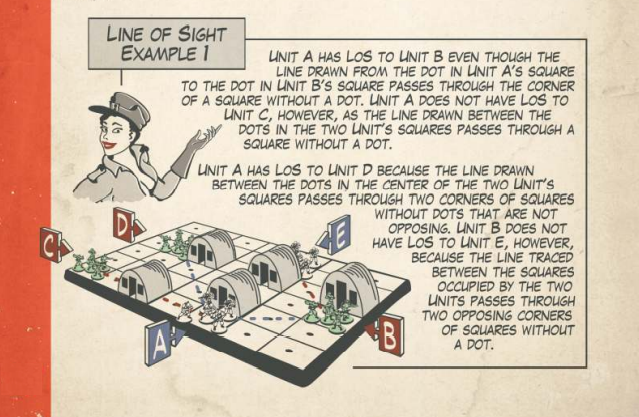 LINE OF SIGHT
EXAMPLE 1
UNIT A HAS LOS TO UNIT B EVEN THOUGH THE
LINE DRAWN FROM THE DOT IN UNIT A'S SQUARE
TO THE DOT IN UNIT B'S SQUARE PASSES THROUGH THE CORNER
OF A SQUARE WITHOUT A DOT. UNIT A DOES NOT HAVE LOS TO
UNIT C, HOWEVER, AS THE LINE DRAWN BETWEEN THE
DOTS IN THE TWO UNIT'S SQUARES PASSES THROUGH A
SQUARE WITHOUT A DOT.
UNIT A HAS LOS TO UNIT D BECAUSE THE LINE DRAWN
BETWEEN THE DOTS IN THE CENTER OF THE TWO UNIT'S
SQUARES PASSES THROUGH TWO CORNERS OF SQUARES
WITHOUT DOTS THAT ARE NOT
OPPOSING. UNIT B DOES NOT
HAVE LOS TO UNIT E, HOWEVER,
BECAUSE THE LINE TRACED
BETWEEN THE SQUARES
OCCUPIED BY THE TWO
UNITS PASSES THROUGH
TWO OPPOSING CORNERS
OF SQUARES WITHOUT
A DOT.
C
D
E
A
B